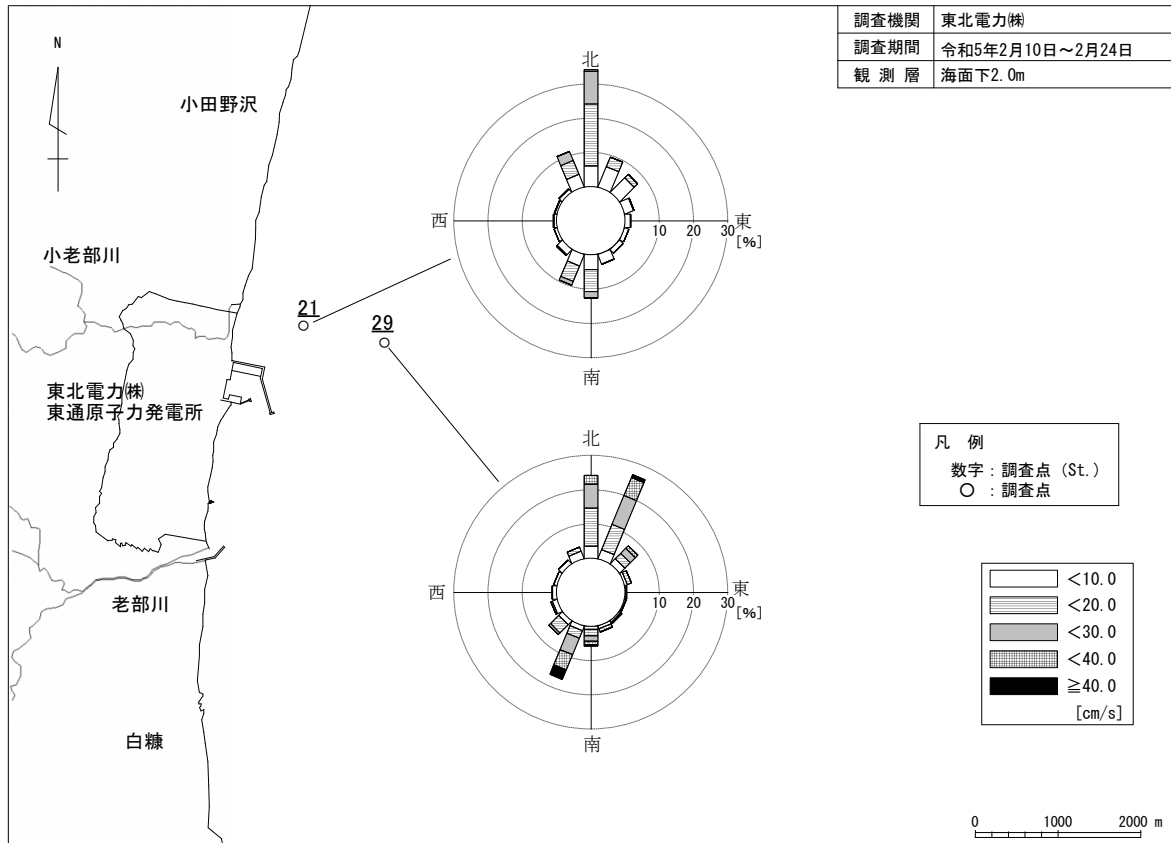 調査機関 東北電力㈱
調査期間 令和5年2月10日～2月24日
観測層 海面下2.0m
N
小田野沢
小老部川
21
29
東北電力㈱
東通原子力発電所
老部川
白糠
北
西
東
10 20 30
[%]
南
北
西
東
10 20 30
[%]
南
凡 例
数字：調査点 (St.)
○ ：調査点
<10.0
<20.0
<30.0
<40.0
≧40.0
[cm/s]
0 1000 2000 m